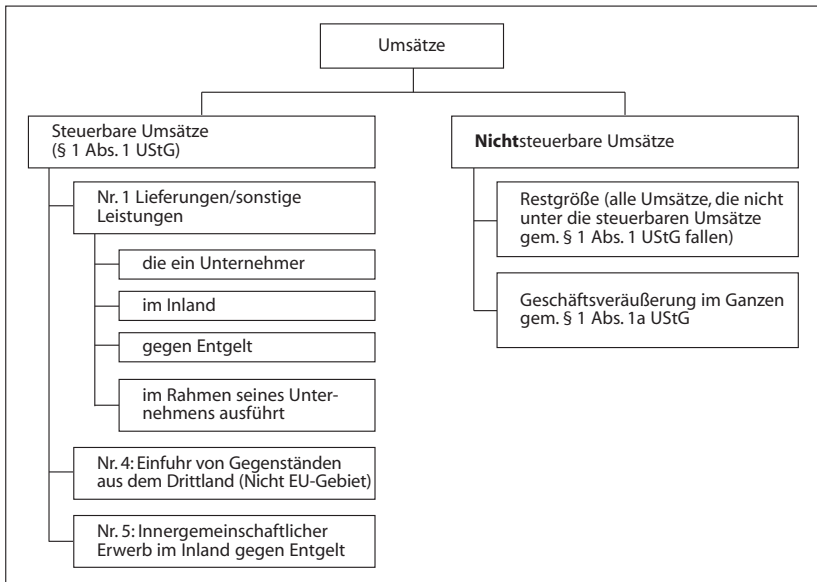 Umsätze
Steuerbare Umsätze
(§ 1 Abs. 1 UStG)
Nr. 1 Lieferungen/sonstige
Leistungen
die ein Unternehmer
im Inland
gegen Entgelt
im Rahmen seines Unter-
nehmens ausführt
Nr. 4: Einfuhr von Gegenständen
aus dem Drittland (Nicht EU-Gebiet)
Nr. 5: Innergemeinschaftlicher
Erwerb im Inland gegen Entgelt
Nichtsteuerbare Umsätze
Restgröße (alle Umsätze, die nicht
unter die steuerbaren Umsätze
gem. § 1 Abs. 1 UStG fallen)
Geschäftsveräußerung im Ganzen
gem. § 1 Abs. 1a UStG